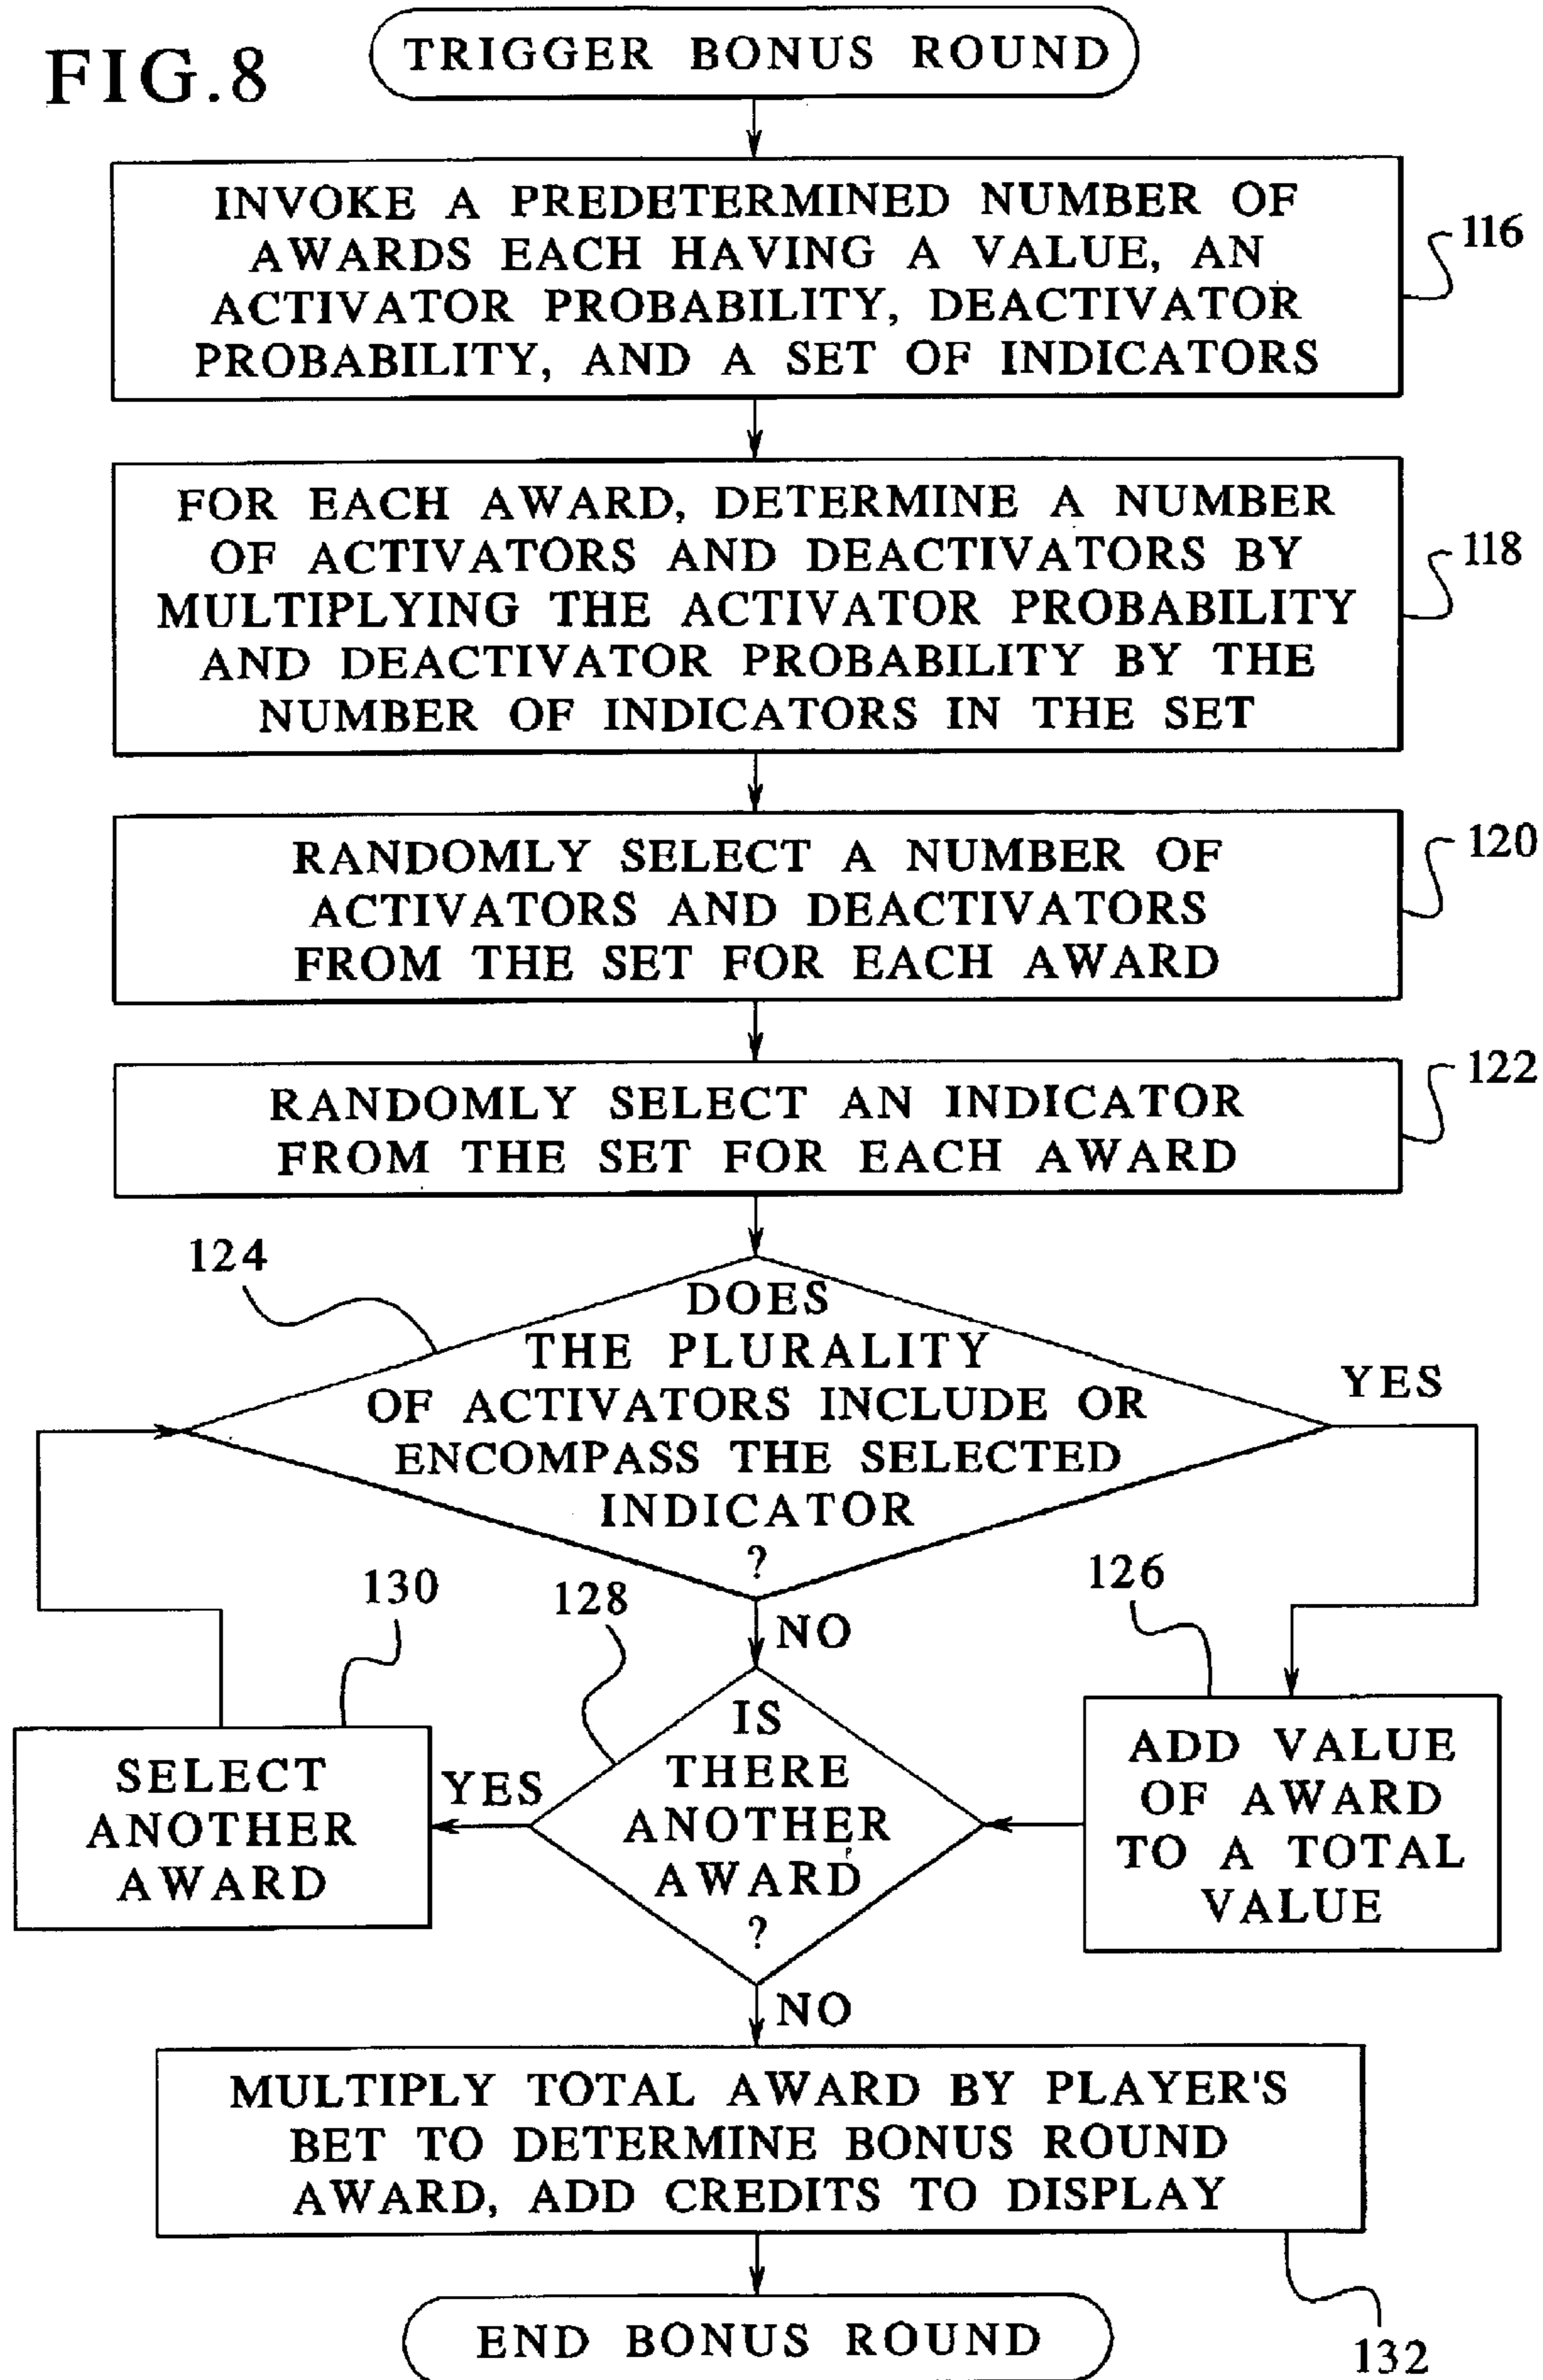 FIG.8
TRIGGER BONUS ROUND
INVOKE A PREDETERMINED NUMBER OF
AWARDS EACH HAVING A VALUE, AN
ACTIVATOR PROBABILITY, DEACTIVATOR
PROBABILITY, AND A SET OF INDICATORS
116
FOR EACH AWARD, DETERMINE A NUMBER
OF ACTIVATORS AND DEACTIVATORS BY
MULTIPLYING THE ACTIVATOR PROBABILITY
AND DEACTIVATOR PROBABILITY BY THE
NUMBER OF INDICATORS IN THE SET
118
RANDOMLY SELECT A NUMBER OF
ACTIVATORS AND DEACTIVATORS
FROM THE SET FOR EACH AWARD
120
RANDOMLY SELECT AN INDICATOR
FROM THE SET FOR EACH AWARD
122
124
DOES
THE PLURALITY
OF ACTIVATORS INCLUDE OR
ENCOMPASS THE SELECTED
INDICATOR
?
YES
NO
126
ADD VALUE
OF AWARD
TO A TOTAL
VALUE
128
IS
THERE
ANOTHER
AWARD
?
YES
130
SELECT
ANOTHER
AWARD
NO
MULTIPLY TOTAL AWARD BY PLAYER'S
BET TO DETERMINE BONUS ROUND
AWARD, ADD CREDITS TO DISPLAY
132
END BONUS ROUND